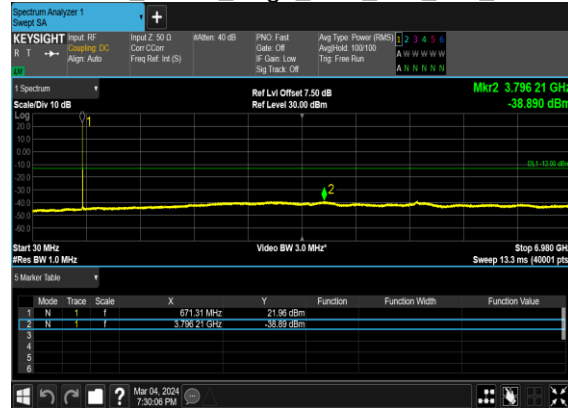 Spectrum Analyzer 1
Swept SA
+
KEYSIGHT Input: RF Input Z: 50 Ω #Atten: 40 dB PNO: Fast Avg Type: Power (RMS) 1 2 3 4 5 6
R T Coupling: DC Corr CCorr Gate: Off Avg|Hold: 100/100 A W W W W W
Align: Auto Freq Ref: Int (S) IF Gain: Low Trig: Free Run
Sig Track: Off A N N N N N
LXI
1 Spectrum Ref Lvl Offset 7.50 dB Mkr2 3.796 21 GHz
Scale/Div 10 dB Ref Level 30.00 dBm -38.890 dBm
Log
20.0
10.0
0.00
-10.0
-20.0
-30.0
-40.0
-50.0
-60.0
1
2
DL1 -13.00 dBm
Start 30 MHz Video BW 3.0 MHz* Stop 6.980 GHz
#Res BW 1.0 MHz Sweep 13.3 ms (40001 pts)
5 Marker Table
Mode Trace Scale X Y Function Function Width Function Value
1 N 1 f 671.31 MHz 21.96 dBm
2 N 1 f 3.796 21 GHz -38.89 dBm
3
4
5
6
? Mar 04, 2024
7:30:06 PM